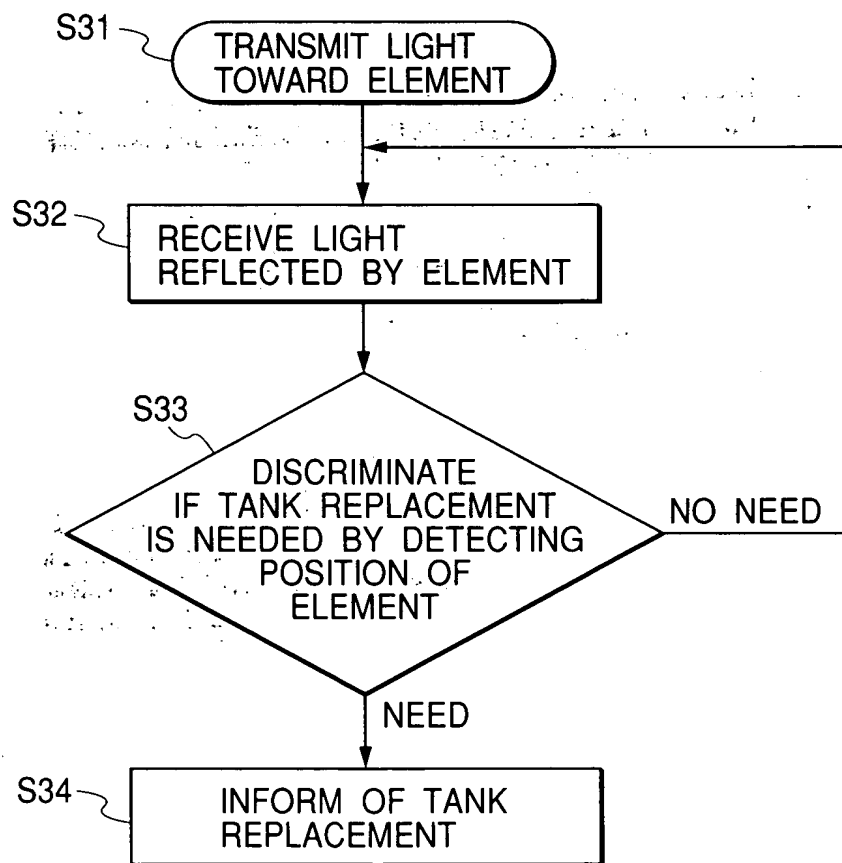 S31
TRANSMIT LIGHT
TOWARD ELEMENT
S32
RECEIVE LIGHT
REFLECTED BY ELEMENT
S33
DISCRIMINATE
IF TANK REPLACEMENT
IS NEEDED BY DETECTING
POSITION OF
ELEMENT
NO NEED
NEED
S34
INFORM OF TANK
REPLACEMENT